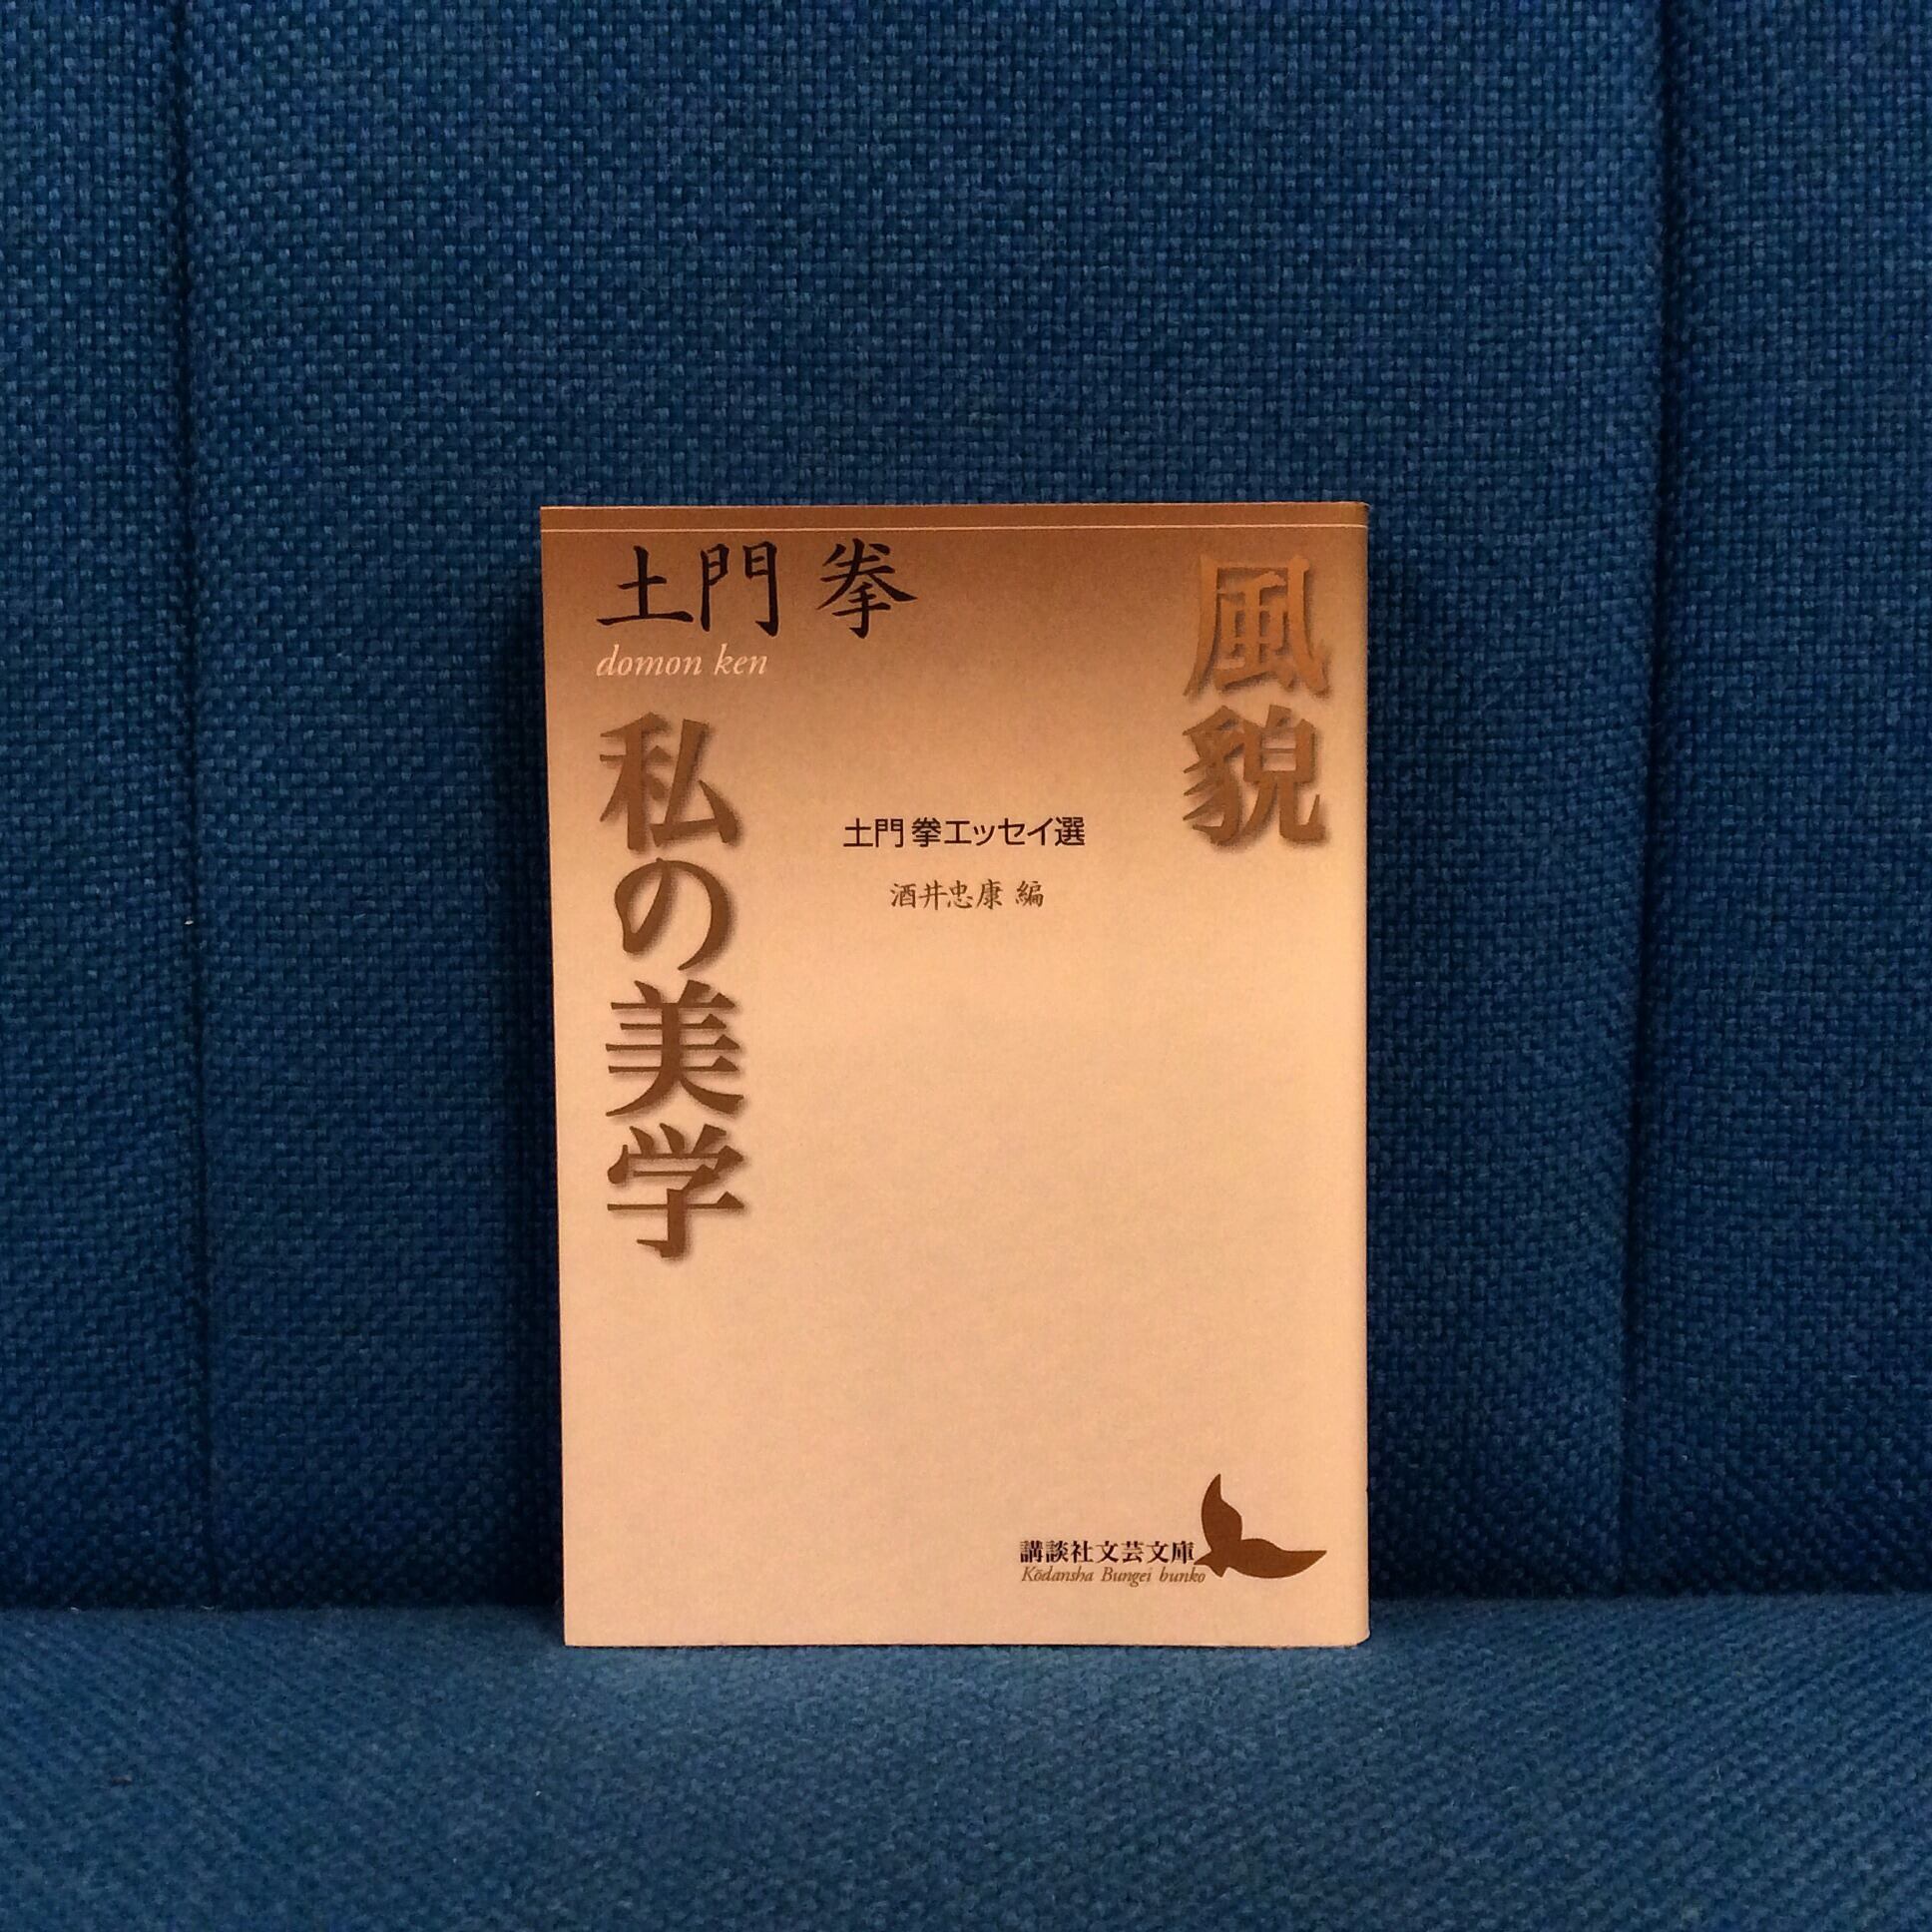 土門 拳
domon ken
風貌
私の美学
土門 拳エッセイ選
酒井忠康 編
講談社文芸文庫
Kōdansha Bungei bunko